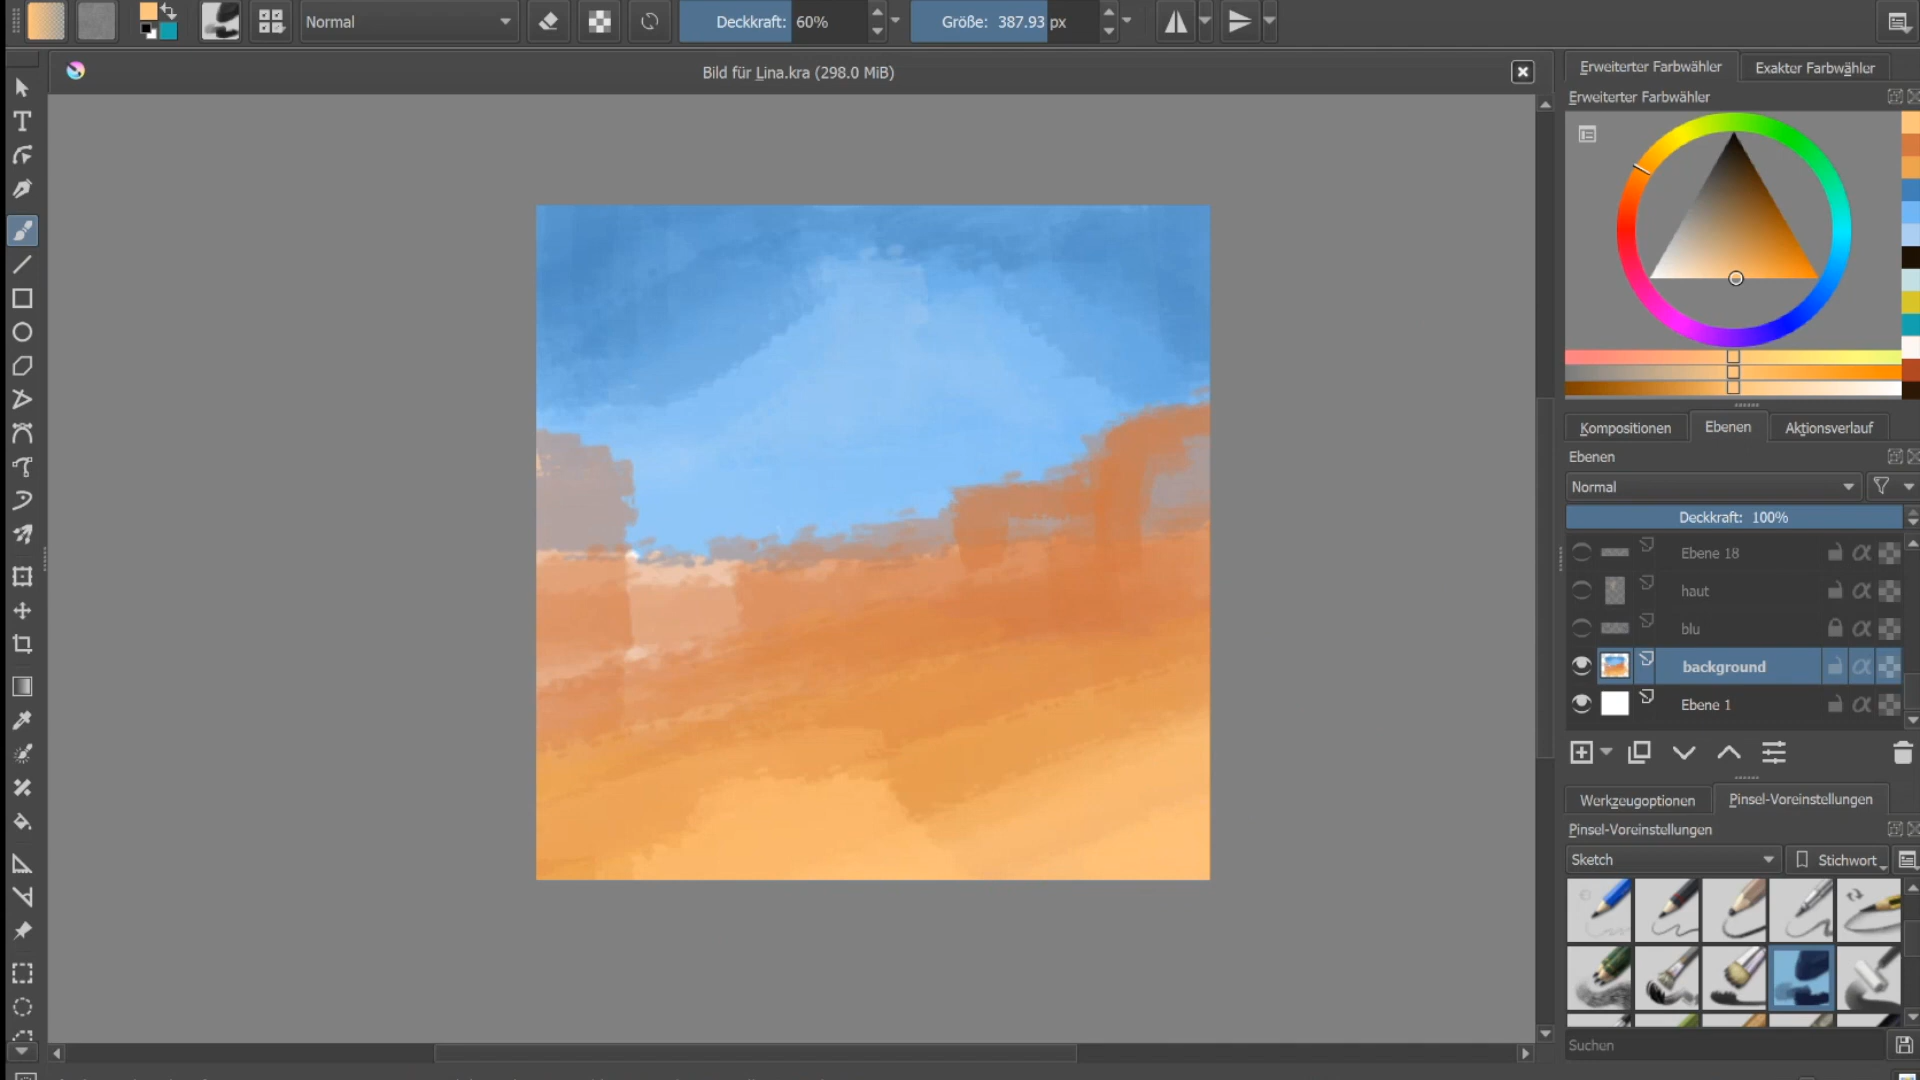 Normal
Deckkraft: 60%
Größe: 387.93 px
Bild für Lina.kra (298.0 MiB)
Erweiterter Farbwähler
Exakter Farbwähler
Erweiterter Farbwähler
Kompositionen
Ebenen
Aktionsverlauf
Ebenen
Normal
Deckkraft: 100%
Ebene 18
haut
blu
background
Ebene 1
Werkzeugoptionen
Pinsel-Voreinstellungen
Pinsel-Voreinstellungen
Sketch
Stichwort
Suchen